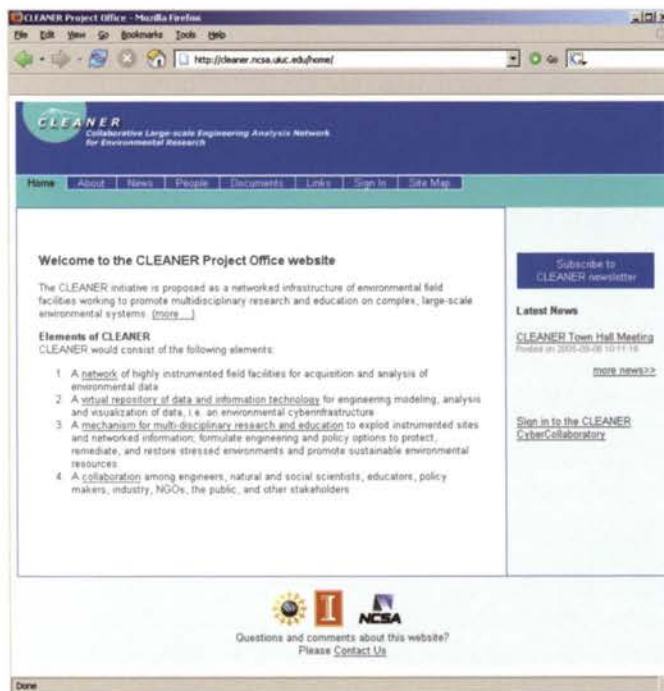 CLEANER Project Office - Mozilla Firefox
File Edit View Go Bookmarks Tools Help
http://cleaner.ncsa.uiuc.edu/home/ Go
CLEANER
Collaborative Large-scale Engineering Analysis Network
for Environmental Research
Home About News People Documents Links Sign In Site Map
Welcome to the CLEANER Project Office website
The CLEANER initiative is proposed as a networked infrastructure of environmental field
facilities working to promote multidisciplinary research and education on complex, large-scale
environmental systems. (more ...)
Elements of CLEANER
CLEANER would consist of the following elements:
1. A network of highly instrumented field facilities for acquisition and analysis of
environmental data
2. A virtual repository of data and information technology for engineering modeling, analysis
and visualization of data, i.e. an environmental cyberinfrastructure
3. A mechanism for multi-disciplinary research and education to exploit instrumented sites
and networked information; formulate engineering and policy options to protect,
remediate, and restore stressed environments and promote sustainable environmental
resources
4. A collaboration among engineers, natural and social scientists, educators, policy
makers, industry, NGOs, the public, and other stakeholders
Subscribe to
CLEANER newsletter
Latest News
CLEANER Town Hall Meeting
Posted on
more news>>
Sign in to the CLEANER
CyberCollaboratory
I
NCSA
Questions and comments about this website?
Please Contact Us
Done